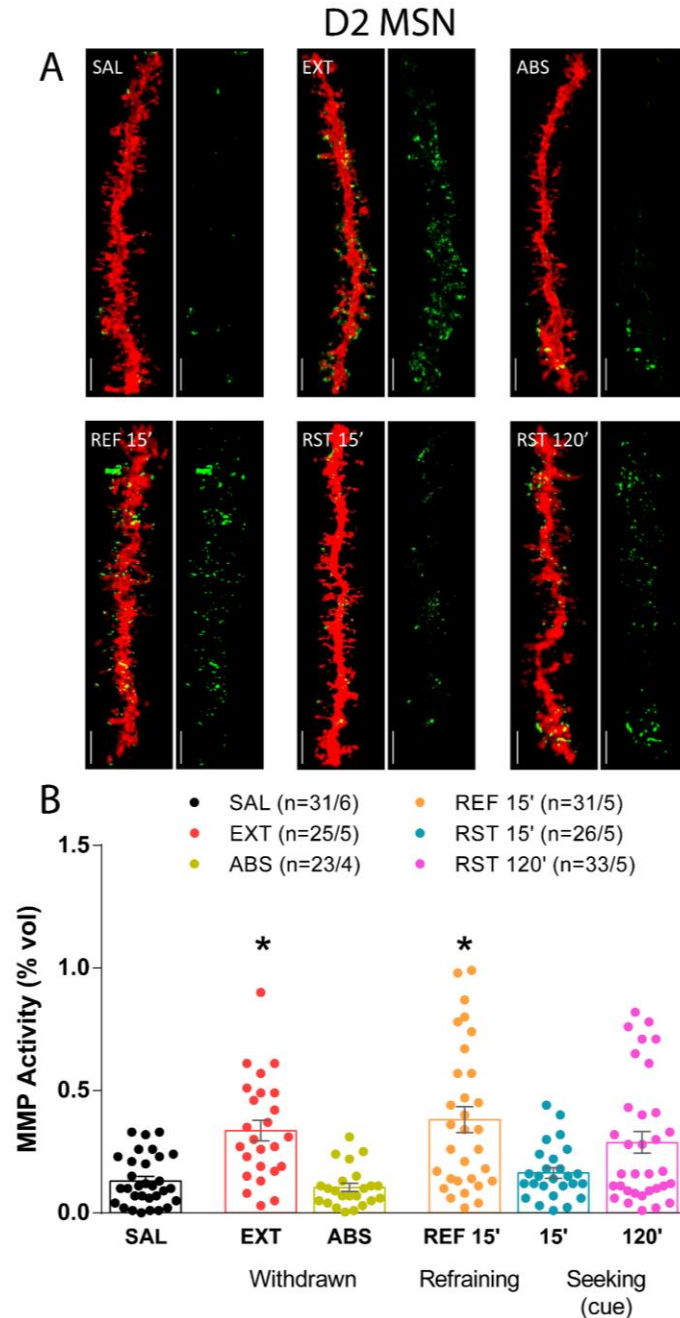 D2 MSN
A
SAL
EXT
ABS
REF 15'
RST 15'
RST 120'
B
SAL (n=31/6)
REF 15' (n=31/5)
EXT (n=25/5)
RST 15' (n=26/5)
ABS (n=23/4)
RST 120' (n=33/5)
MMP Activity (% vol)
1.5
1.0
0.5
0.0
* *
SAL EXT ABS REF 15' 15' 120'
Withdrawn Refraining Seeking
(cue)